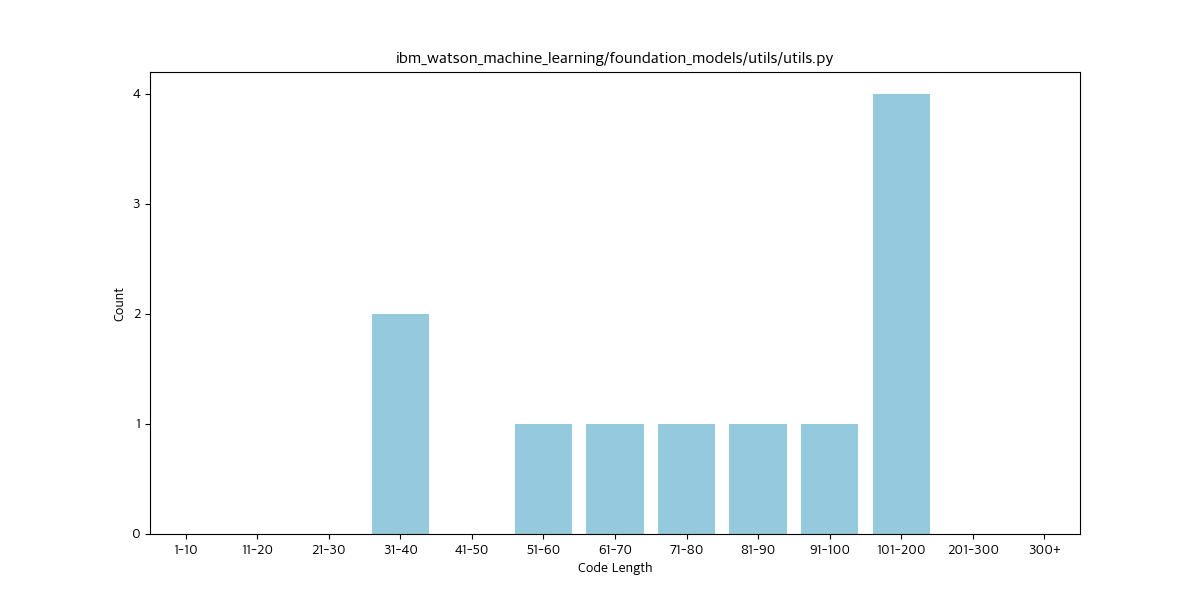 ibm_watson_machine_learning/foundation_models/utils/utils.py
Count
4
3
2
1
0
1-10 11-20 21-30 31-40 41-50 51-60 61-70 71-80 81-90 91-100 101-200 201-300 300+
Code Length